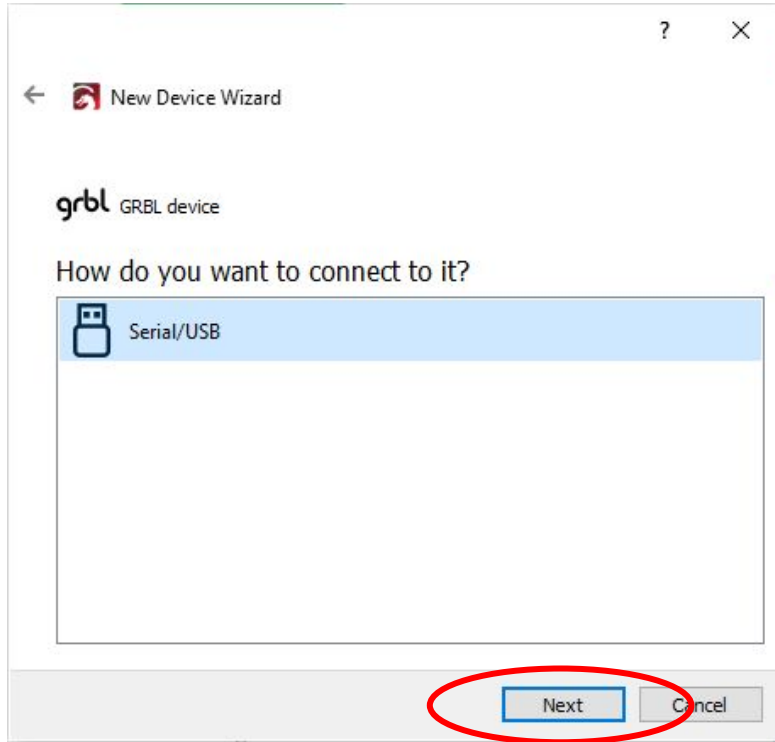 ?
New Device Wizard
grbl GRBL device
How do you want to connect to it?
Serial/USB
Next Cancel